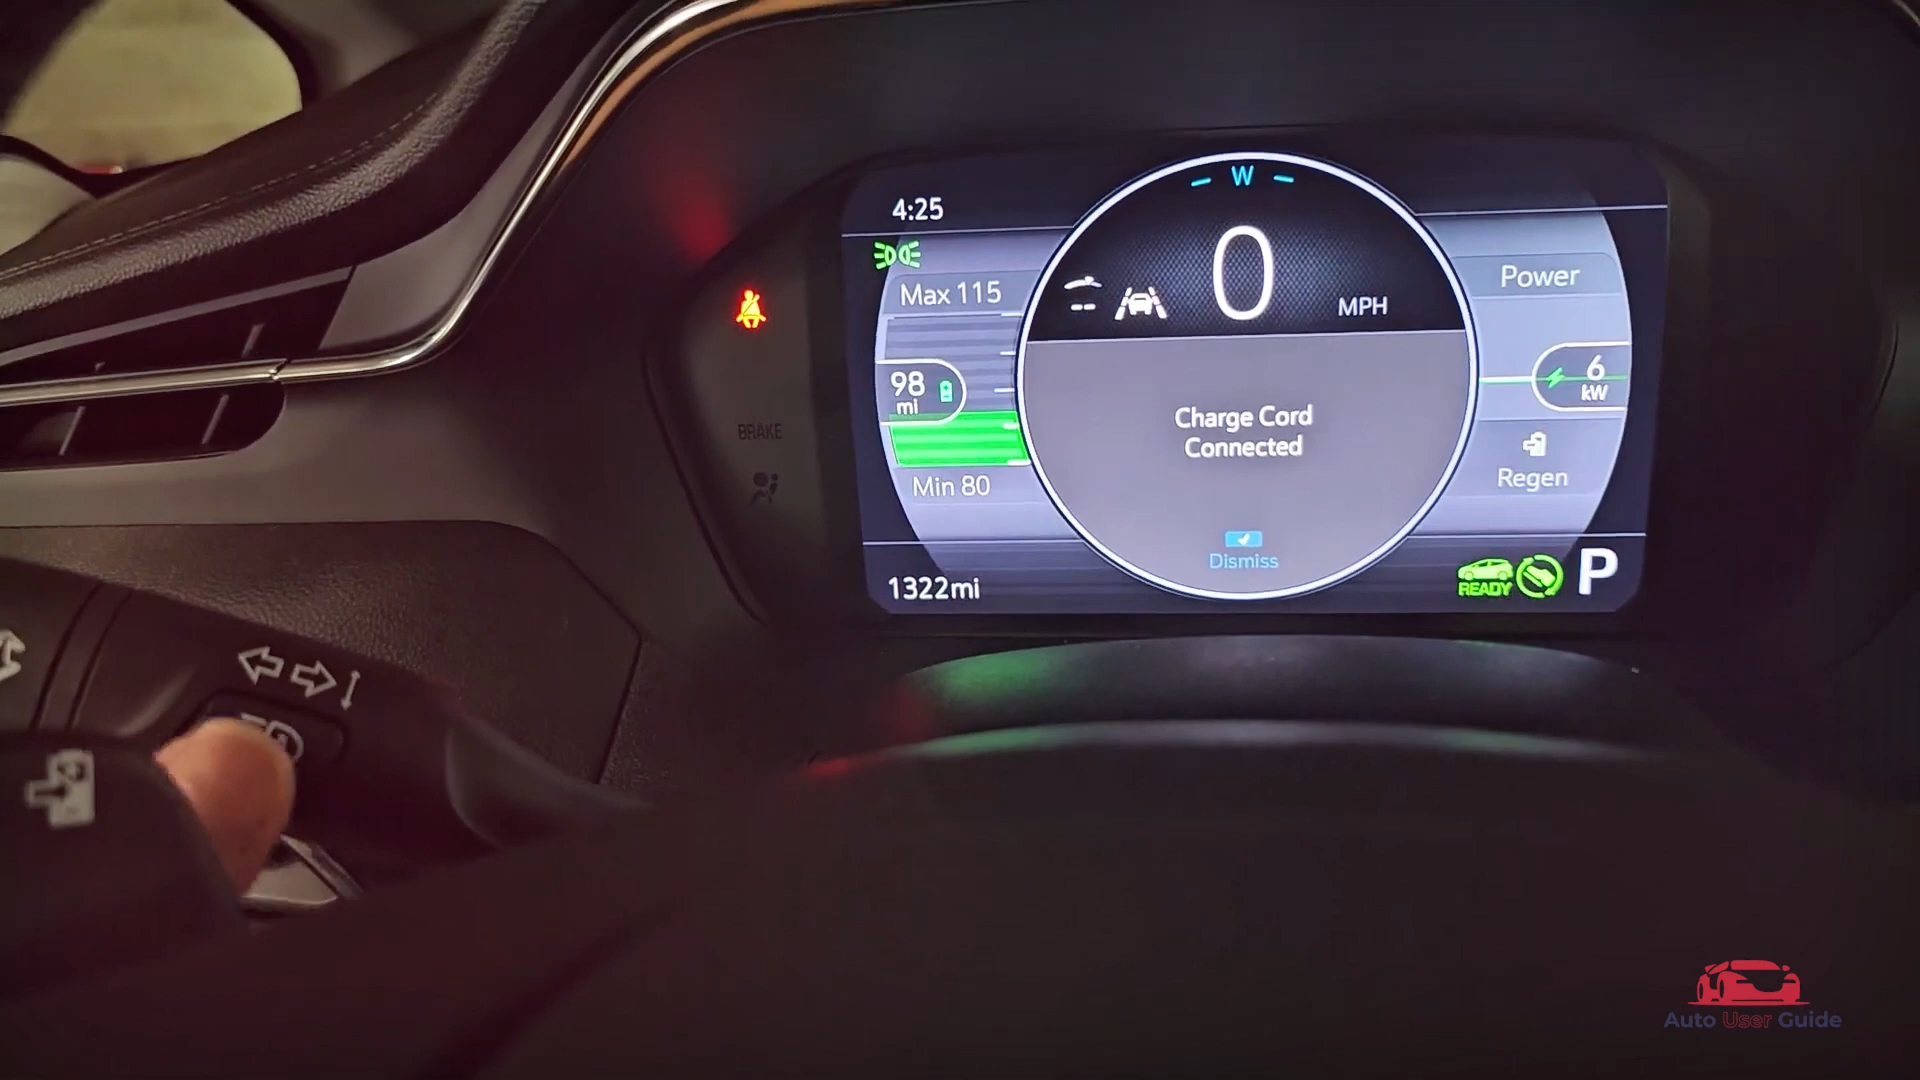 4:25
W
Max 115
0
MPH
Power
98
mi
6
kW
Charge Cord
Connected
BRAKE
Min 80
Regen
Dismiss
1322mi
READY
P
Auto User Guide